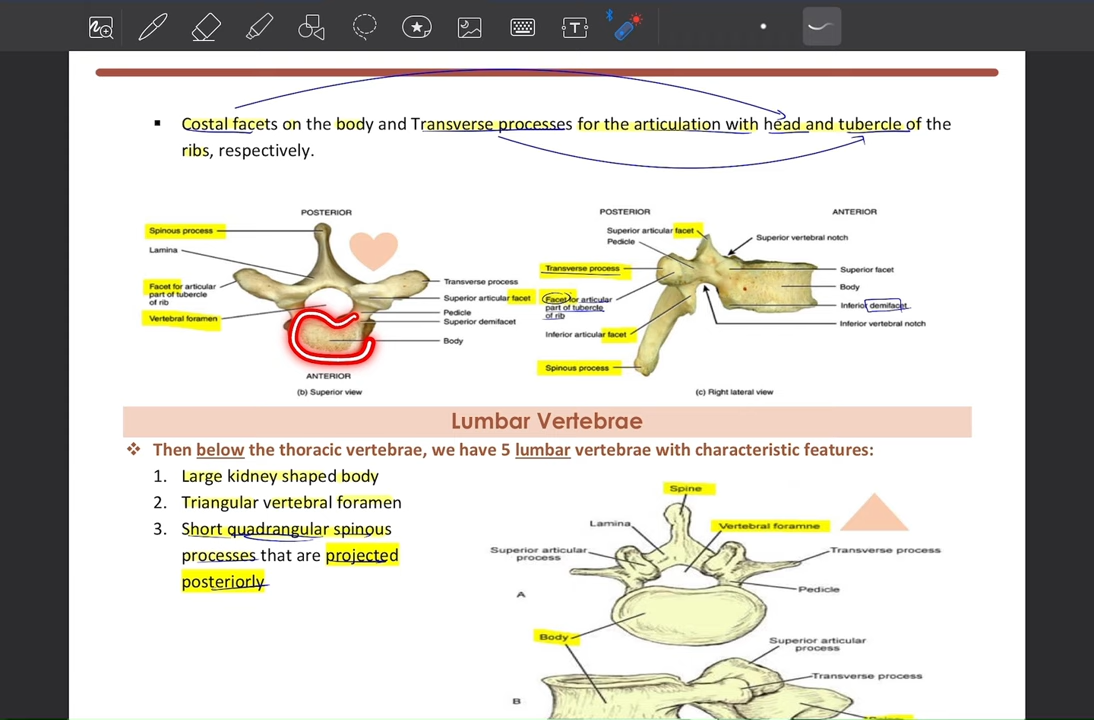 Costal facets on the body and Transverse processes for the articulation with head and tubercle of the
ribs, respectively.
POSTERIOR
Spinous process
Lamina
Facet for articular
part of tubercle
of rib
Vertebral foramen
Transverse process
Superior articular facet
Pedicle
Superior demifacet
Body
ANTERIOR
(b) Superior view
POSTERIOR
ANTERIOR
Superior articular facet
Pedicle
Superior vertebral notch
Transverse process
Superior facet
Facet for articular
part of tubercle
of rib
Body
Inferior demifacet
Inferior articular facet
Inferior vertebral notch
Spinous process
(c) Right lateral view
Lumbar Vertebrae
Then below the thoracic vertebrae, we have 5 lumbar vertebrae with characteristic features:
1. Large kidney shaped body
2. Triangular vertebral foramen
3. Short quadrangular spinous
processes that are projected
posteriorly
Spine
Lamina
Vertebral foramne
Superior articular
process
Transverse process
A
Pedicle
Body
Superior articular
process
Transverse process
B